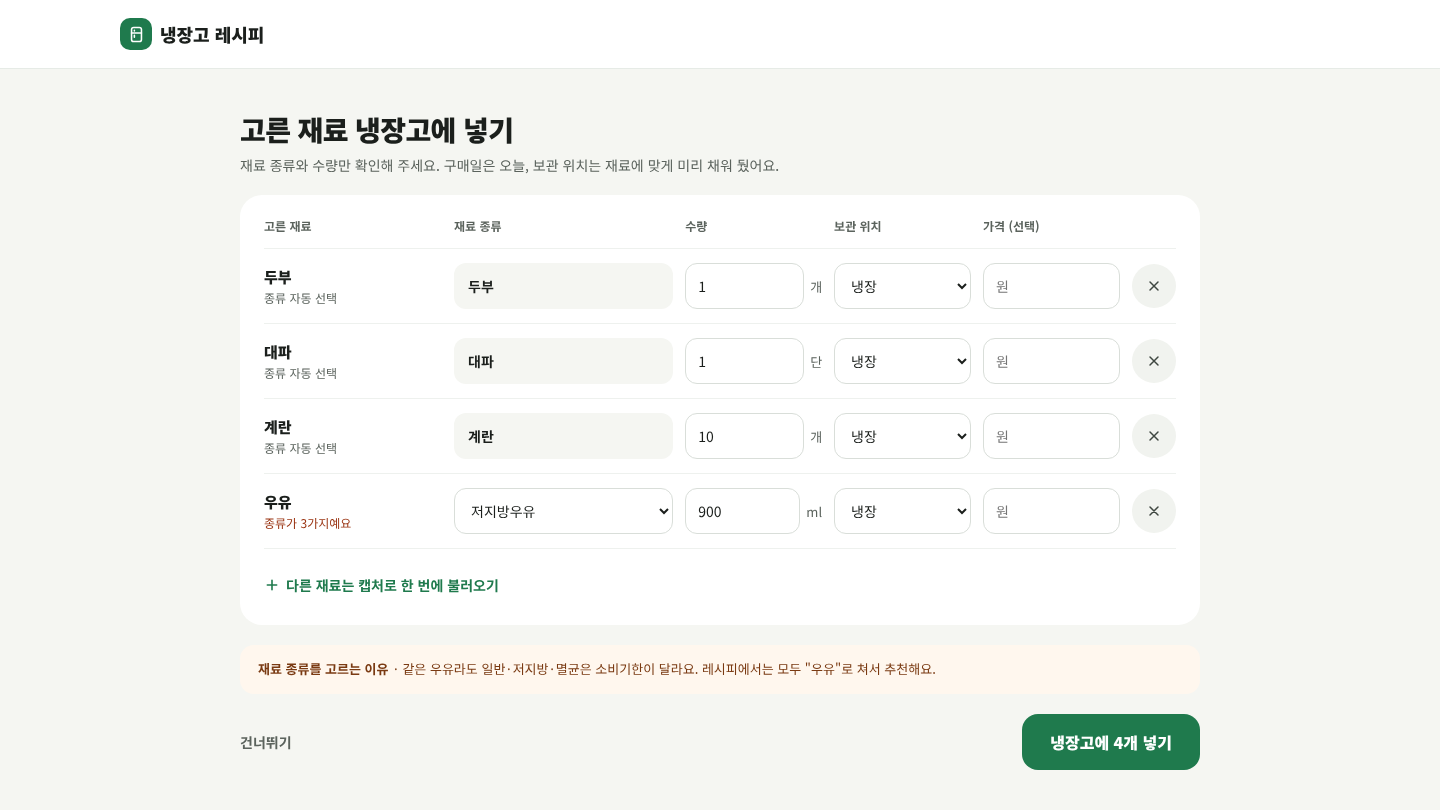 냉장고 레시피
고른 재료 냉장고에 넣기
재료 종류와 수량만 확인해 주세요. 구매일은 오늘, 보관 위치는 재료에 맞게 미리 채워 뒀어요.
고른 재료 재료 종류 수량 보관 위치 가격 (선택)
두부
종류 자동 선택
두부 1 개 냉장 원
대파
종류 자동 선택
대파 1 단 냉장 원
계란
종류 자동 선택
계란 10 개 냉장 원
우유
종류가 3가지예요
저지방우유 900 ml 냉장 원
+ 다른 재료는 캡처로 한 번에 불러오기
재료 종류를 고르는 이유 · 같은 우유라도 일반·저지방·멸균은 소비기한이 달라요. 레시피에서는 모두 "우유"로 쳐서 추천해요.
건너뛰기
냉장고에 4개 넣기